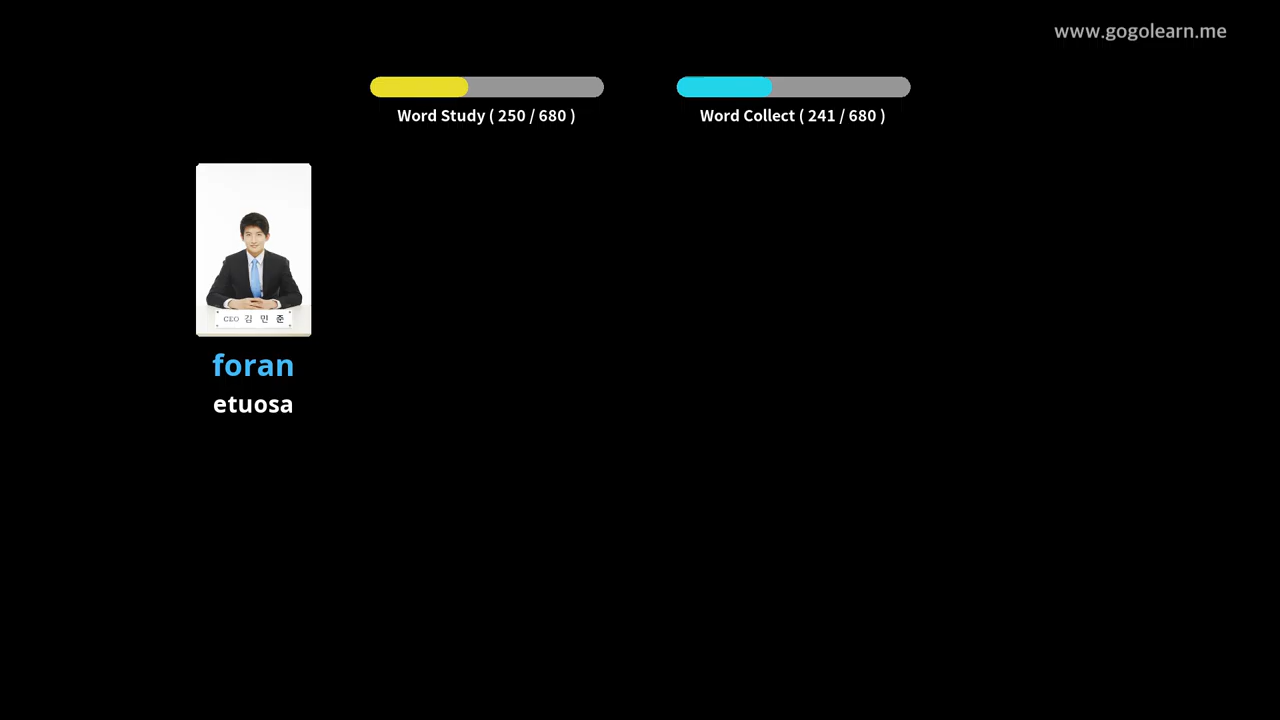 www.gogolearn.me
Word Study ( 250 / 680 )
Word Collect ( 241 / 680 )
CEO 김 민 준
foran
etuosa